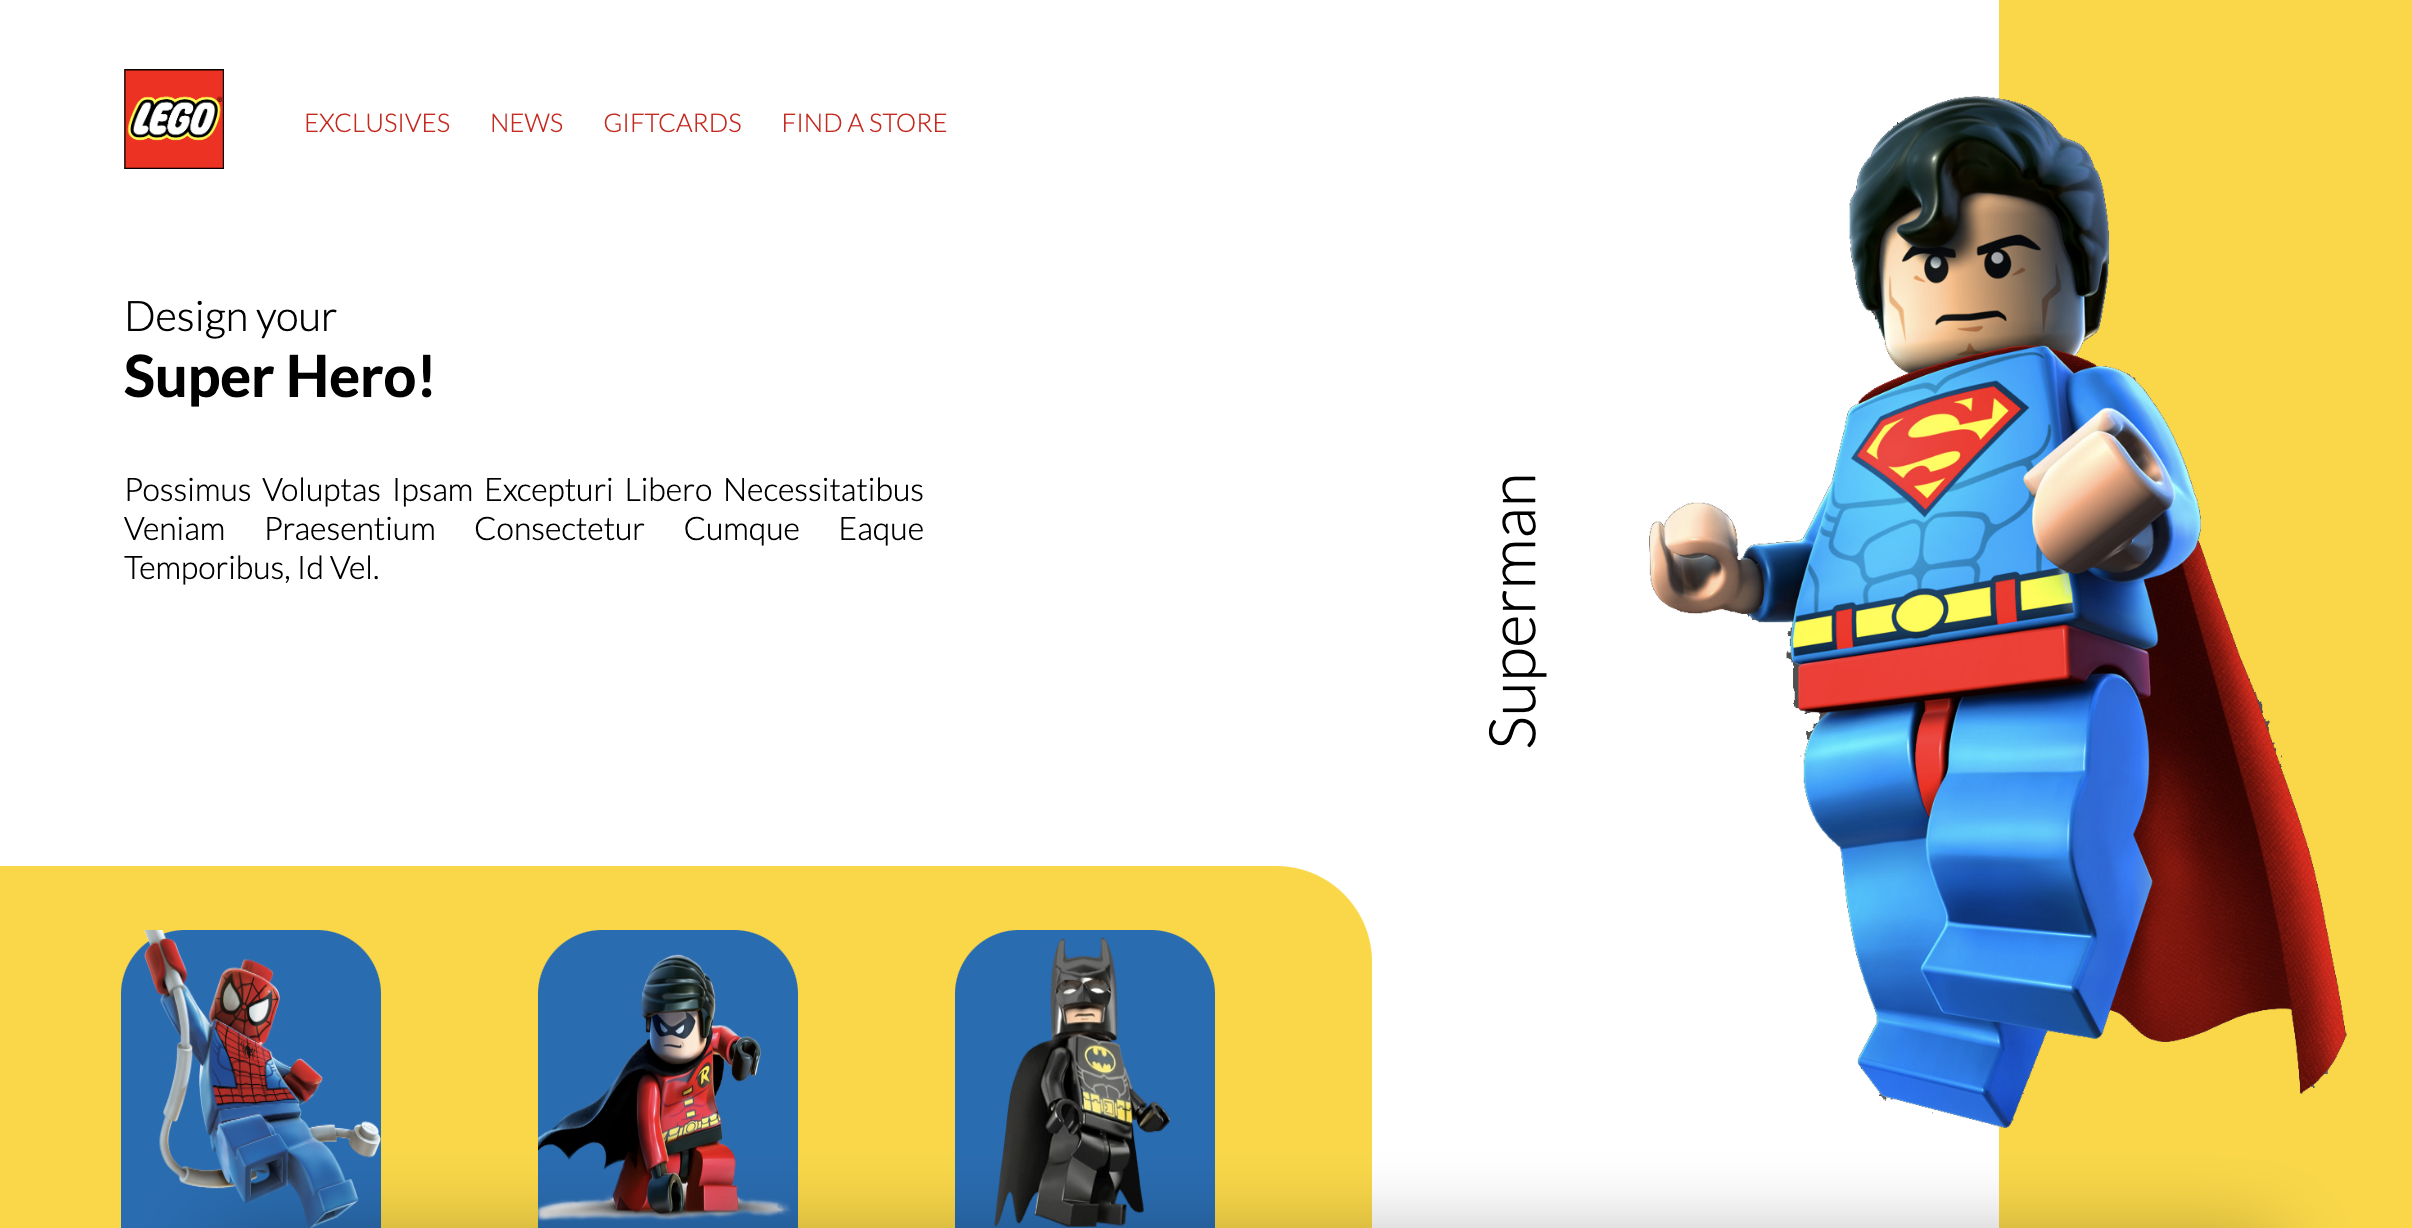 LEGO
EXCLUSIVES NEWS GIFTCARDS FIND A STORE
Design your
Super Hero!
Possimus Voluptas Ipsam Excepturi Libero Necessitatibus
Veniam Praesentium Consectetur Cumque Eaque
Temporibus, Id Vel.
Superman
S
R